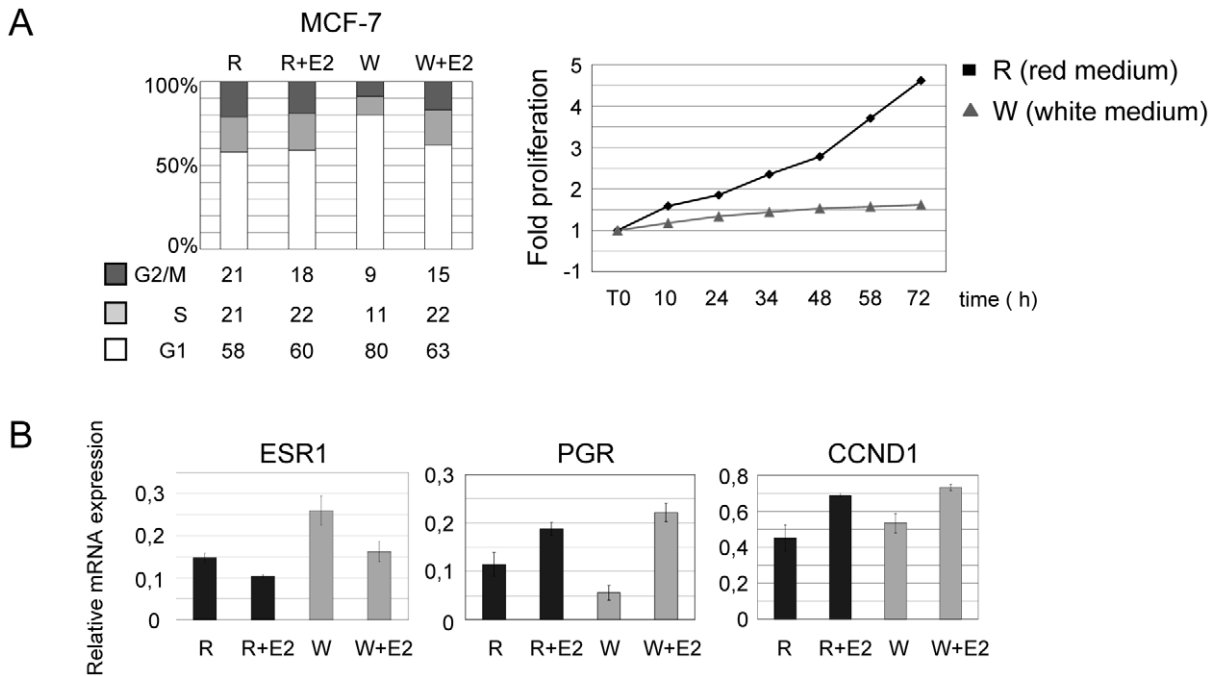 A
MCF-7
R R+E2 W W+E2
100%
50%
0%
G2/M 21 18 9 15
S 21 22 11 22
G1 58 60 80 63
Fold proliferation
5
4
3
2
1
-1
T0 10 24 34 48 58 72 time ( h)
R (red medium)
W (white medium)
B
Relative mRNA expression
ESR1
0,3
0,2
0,1
0
R R+E2 W W+E2
PGR
0,3
0,2
0,1
0
R R+E2 W W+E2
CCND1
0,8
0,6
0,4
0,2
0
R R+E2 W W+E2